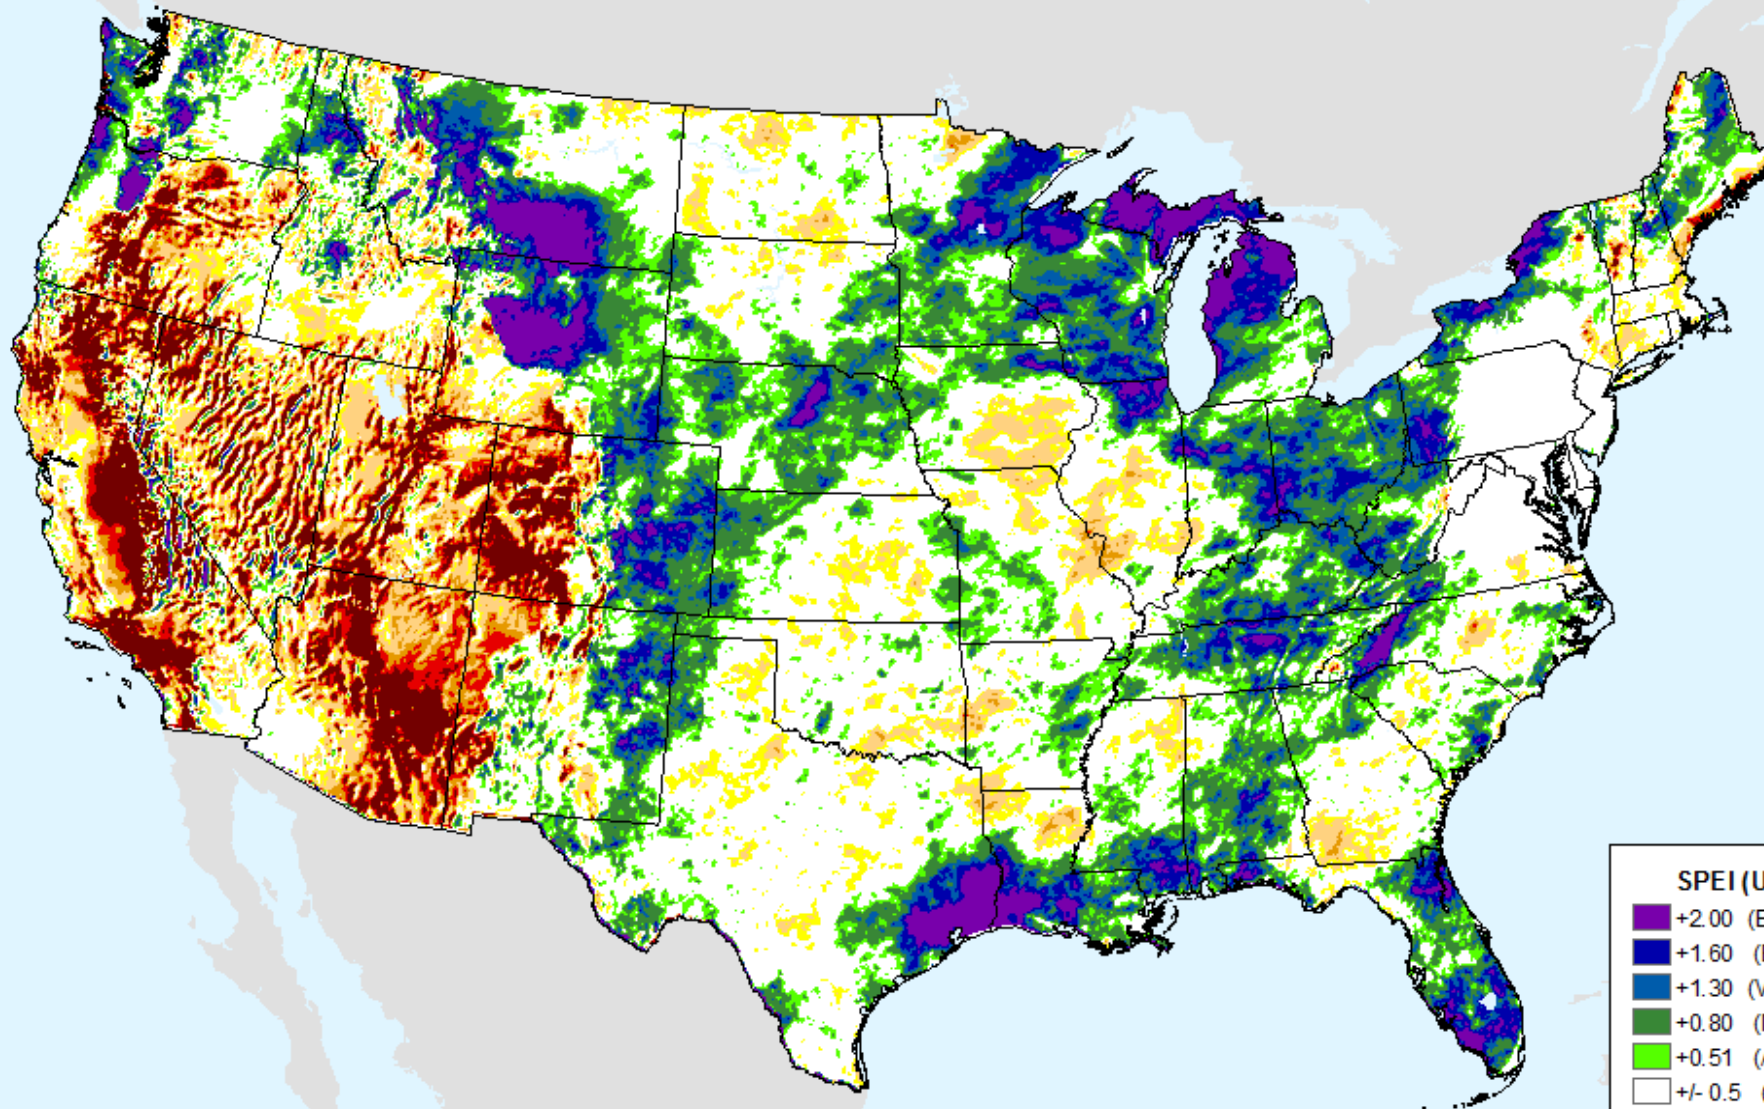 SPEI (U
+2.00 (E
+1.60 (
+1.30 (V
+0.80 (
+0.51 (
+/- 0.5 (